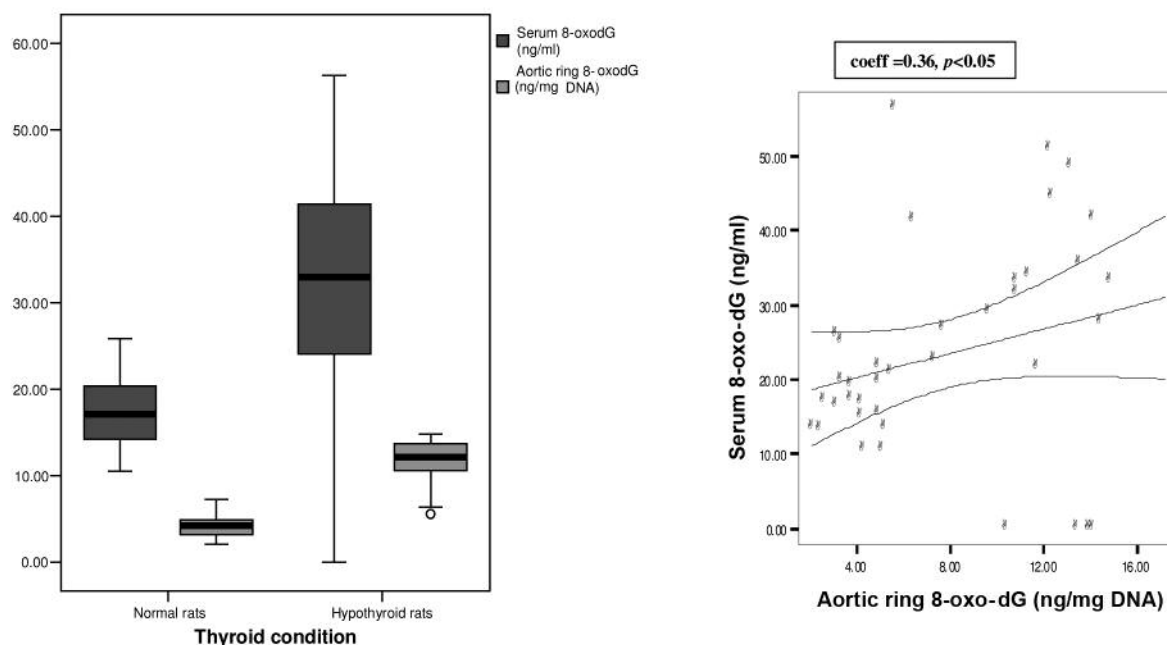 60.00
50.00
40.00
30.00
20.00
10.00
0.00
Normal rats
Hypothyroid rats
Thyroid condition
Serum 8-oxodG
(ng/ml)
Aortic ring 8-oxodG
(ng/mg DNA)
coeff =0.36, p<0.05
Serum 8-oxo-dG (ng/ml)
50.00
40.00
30.00
20.00
10.00
0.00
4.00
8.00
12.00
16.00
Aortic ring 8-oxo-dG (ng/mg DNA)